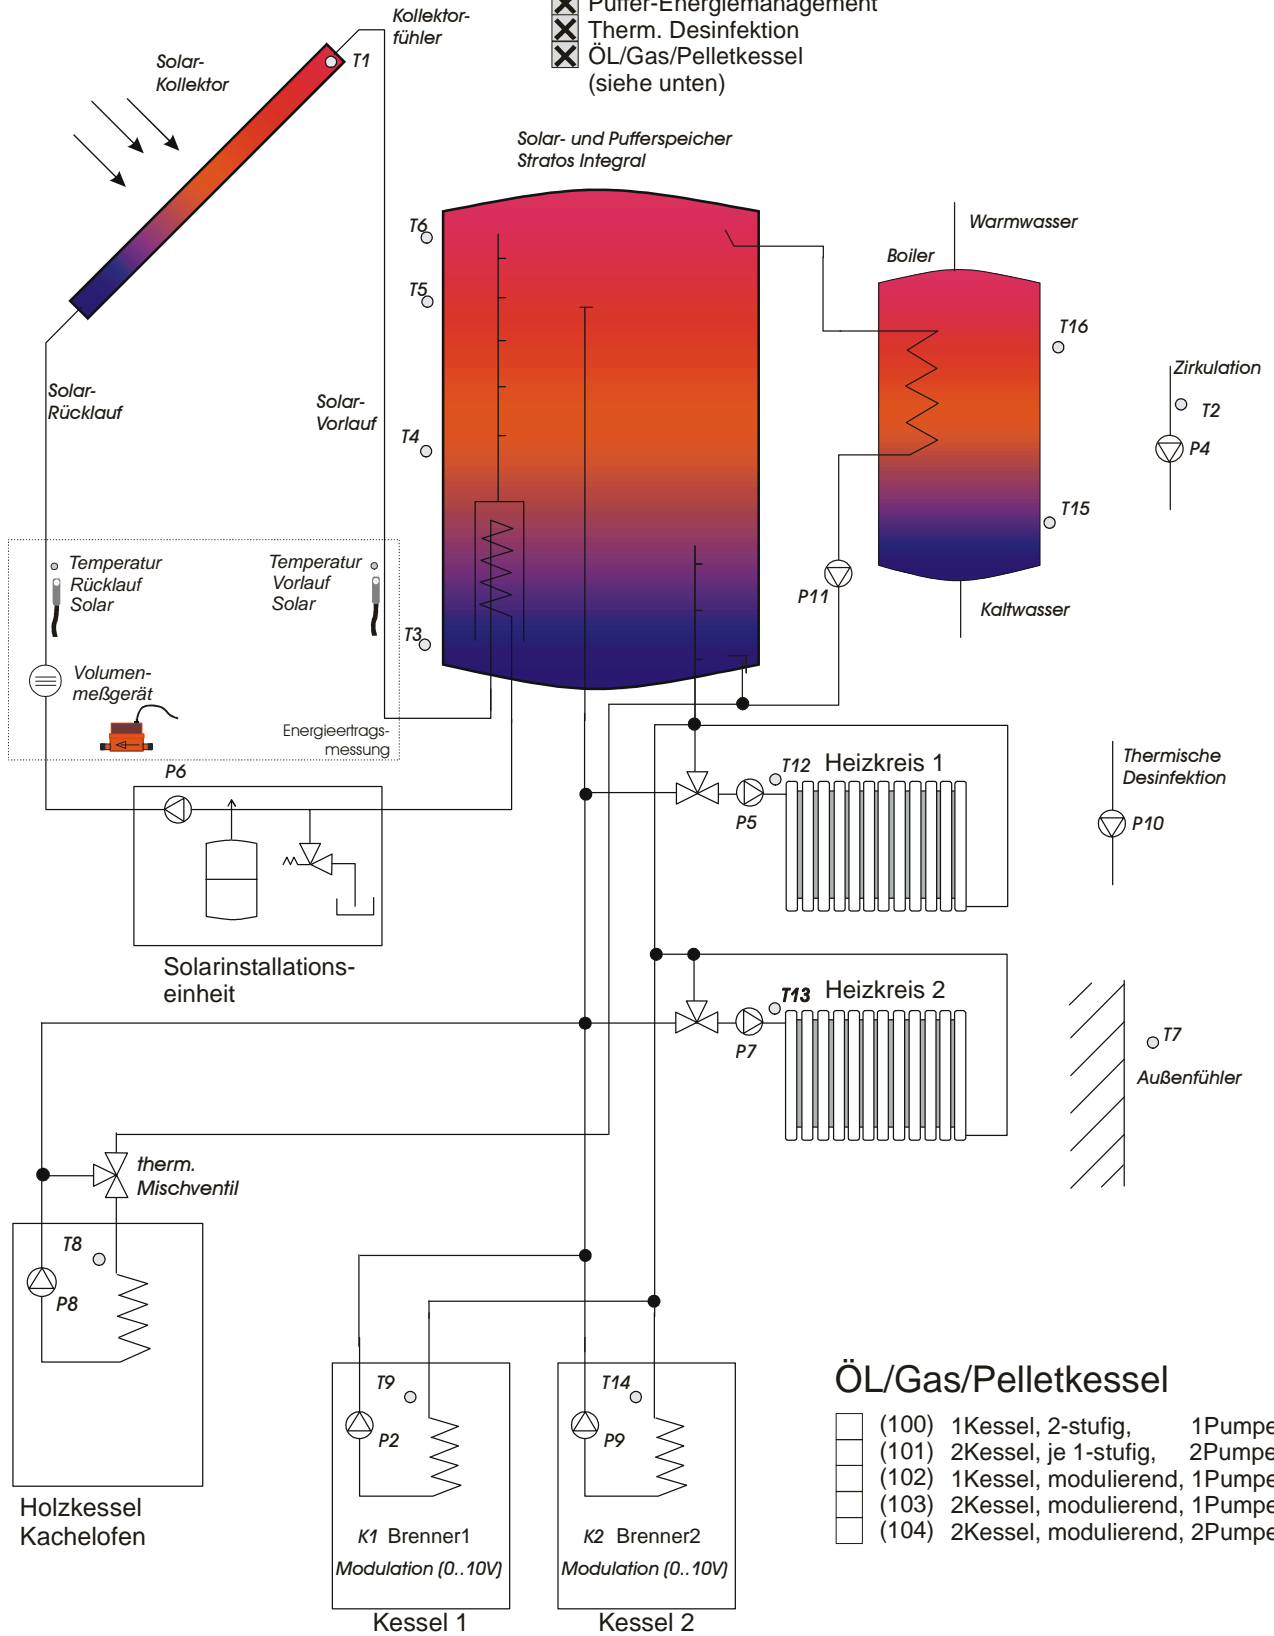 Puffer-Energiemanagement
Therm. Desinfektion
ÖL/Gas/Pelletkessel
(siehe unten)
Kollektor-
fühler
T1
Solar-
Kollektor
Solar- und Pufferspeicher
Stratos Integral
T6
T5
T4
T3
Warmwasser
Boiler
T16
T15
Kaltwasser
P11
Zirkulation
T2
P4
Solar-
Rücklauf
Solar-
Vorlauf
Temperatur
Rücklauf
Solar
Temperatur
Vorlauf
Solar
Volumen-
meßgerät
Energieertrags-
messung
P6
Solarinstallations-
einheit
T12 Heizkreis 1
P5
Thermische
Desinfektion
P10
T13 Heizkreis 2
P7
T7
Außenfühler
therm.
Mischventil
T8
P8
Holzkessel
Kachelofen
T9
P2
K1 Brenner1
Modulation (0..10V)
Kessel 1
T14
P9
K2 Brenner2
Modulation (0..10V)
Kessel 2
ÖL/Gas/Pelletkessel
(100) 1Kessel, 2-stufig, 1Pumpe
(101) 2Kessel, je 1-stufig, 2Pumpe
(102) 1Kessel, modulierend, 1Pumpe
(103) 2Kessel, modulierend, 1Pumpe
(104) 2Kessel, modulierend, 2Pumpe